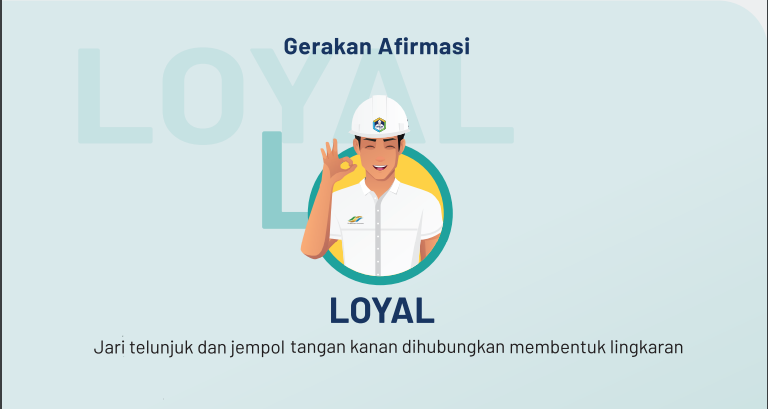 Gerakan Afirmasi
LOYAL
L
LOYAL
Jari telunjuk dan jempol tangan kanan dihubungkan membentuk lingkaran